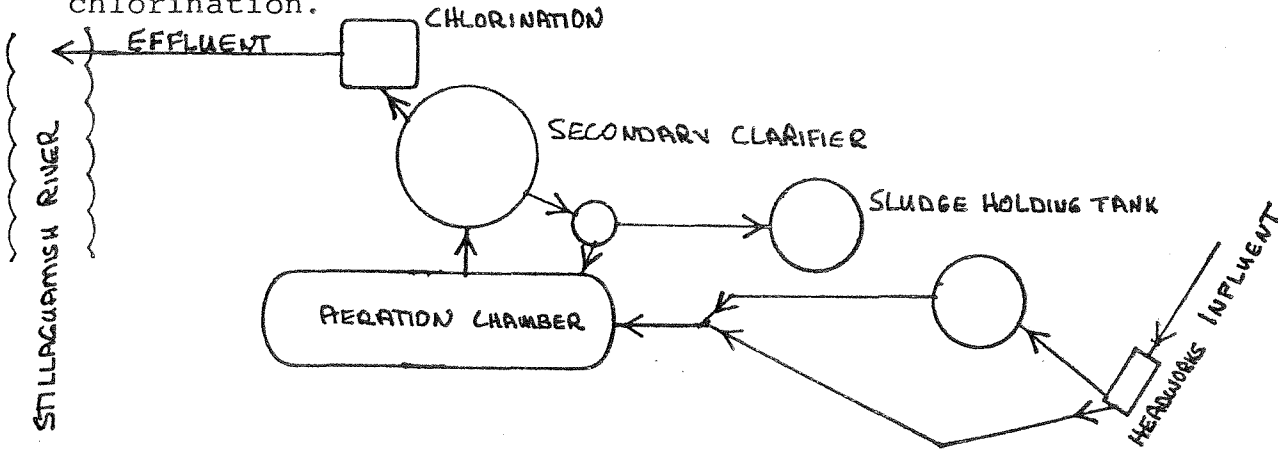 chlorination.
CHLORINATION
EFFLUENT
SECONDARY CLARIFIER
SLUDGE HOLDING TANK
STILLAGUAMISH RIVER
AERATION CHAMBER
HEADWORKS INFLUENT